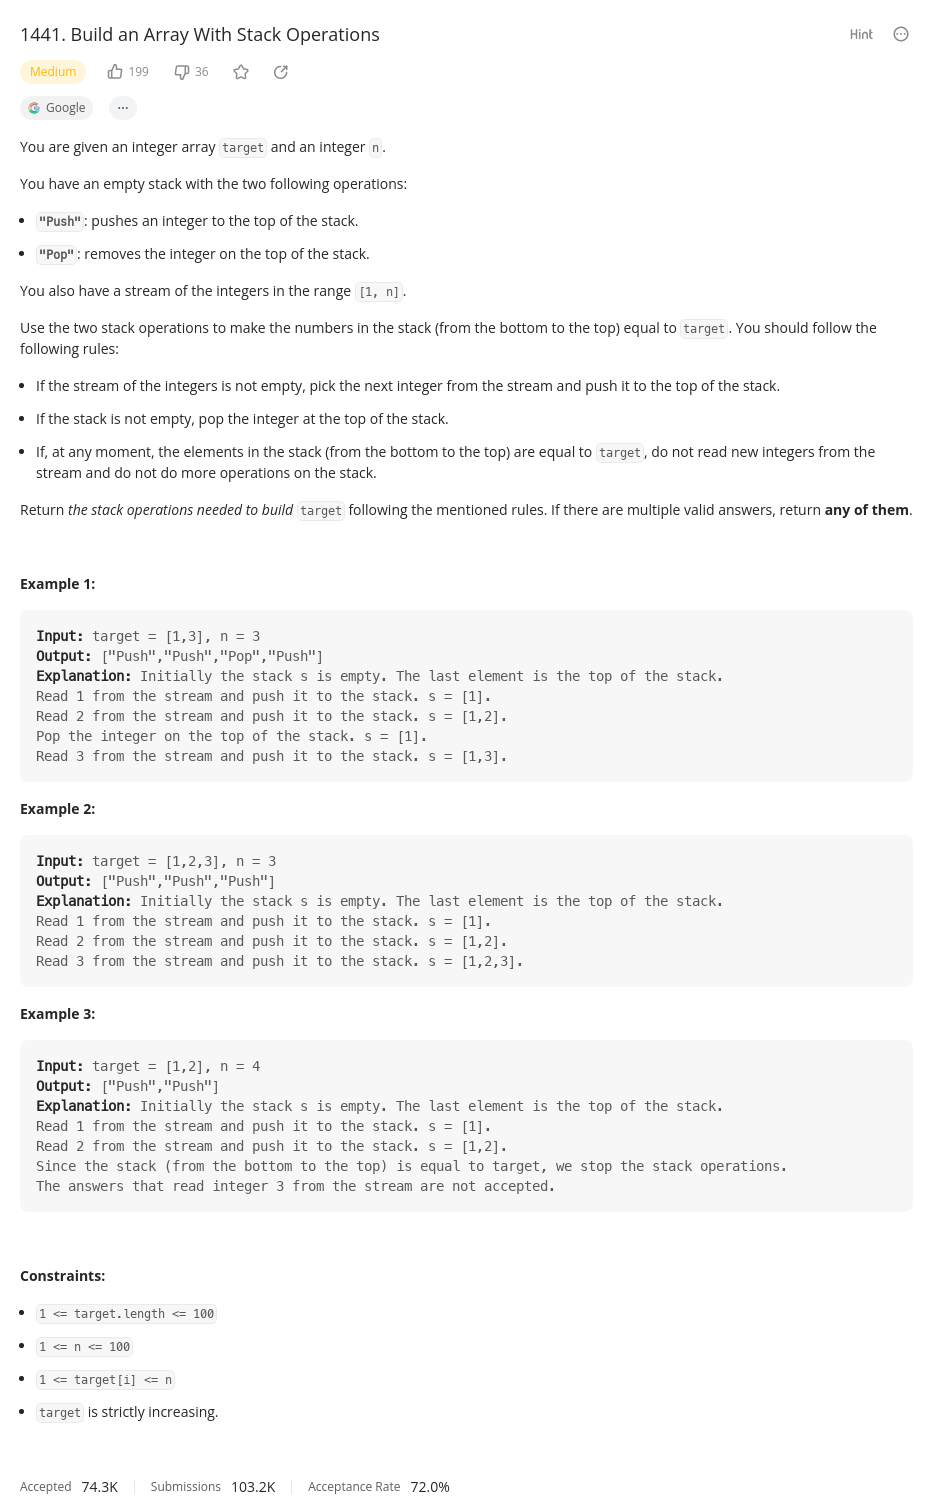 1441. Build an Array With Stack Operations
Hint
Medium
199
36
Google
You are given an integer array target and an integer n.
You have an empty stack with the two following operations:
"Push": pushes an integer to the top of the stack.
"Pop": removes the integer on the top of the stack.
You also have a stream of the integers in the range [1, n].
Use the two stack operations to make the numbers in the stack (from the bottom to the top) equal to target. You should follow the
following rules:
If the stream of the integers is not empty, pick the next integer from the stream and push it to the top of the stack.
If the stack is not empty, pop the integer at the top of the stack.
If, at any moment, the elements in the stack (from the bottom to the top) are equal to target, do not read new integers from the
stream and do not do more operations on the stack.
Return the stack operations needed to build target following the mentioned rules. If there are multiple valid answers, return any of them.
Example 1:
Input: target = [1,3], n = 3
Output: ["Push","Push","Pop","Push"]
Explanation: Initially the stack s is empty. The last element is the top of the stack.
Read 1 from the stream and push it to the stack. s = [1].
Read 2 from the stream and push it to the stack. s = [1,2].
Pop the integer on the top of the stack. s = [1].
Read 3 from the stream and push it to the stack. s = [1,3].
Example 2:
Input: target = [1,2,3], n = 3
Output: ["Push","Push","Push"]
Explanation: Initially the stack s is empty. The last element is the top of the stack.
Read 1 from the stream and push it to the stack. s = [1].
Read 2 from the stream and push it to the stack. s = [1,2].
Read 3 from the stream and push it to the stack. s = [1,2,3].
Example 3:
Input: target = [1,2], n = 4
Output: ["Push","Push"]
Explanation: Initially the stack s is empty. The last element is the top of the stack.
Read 1 from the stream and push it to the stack. s = [1].
Read 2 from the stream and push it to the stack. s = [1,2].
Since the stack (from the bottom to the top) is equal to target, we stop the stack operations.
The answers that read integer 3 from the stream are not accepted.
Constraints:
1 <= target.length <= 100
1 <= n <= 100
1 <= target[i] <= n
target is strictly increasing.
Accepted 74.3K Submissions 103.2K Acceptance Rate 72.0%